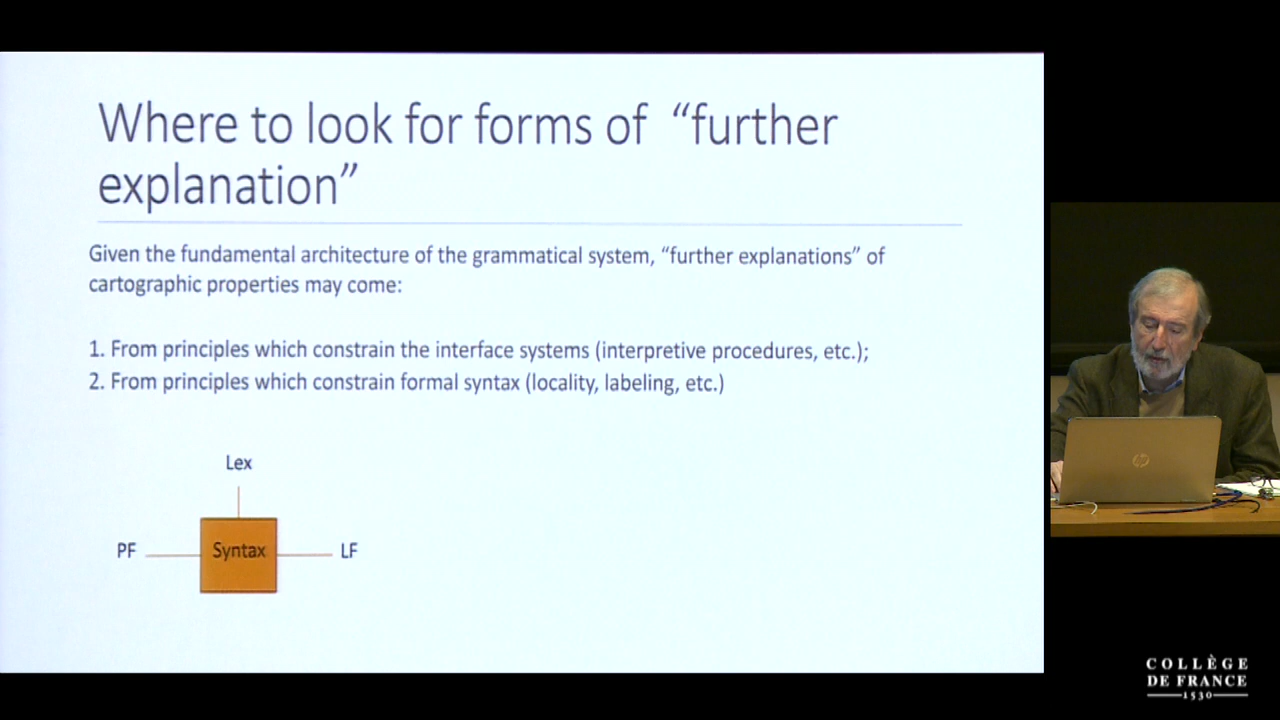 Where to look for forms of “further
explanation”
Given the fundamental architecture of the grammatical system, “further explanations” of
cartographic properties may come:
1. From principles which constrain the interface systems (interpretive procedures, etc.);
2. From principles which constrain formal syntax (locality, labeling, etc.)
Lex
PF
Syntax
LF
hp
COLLÈGE
DE FRANCE
1530